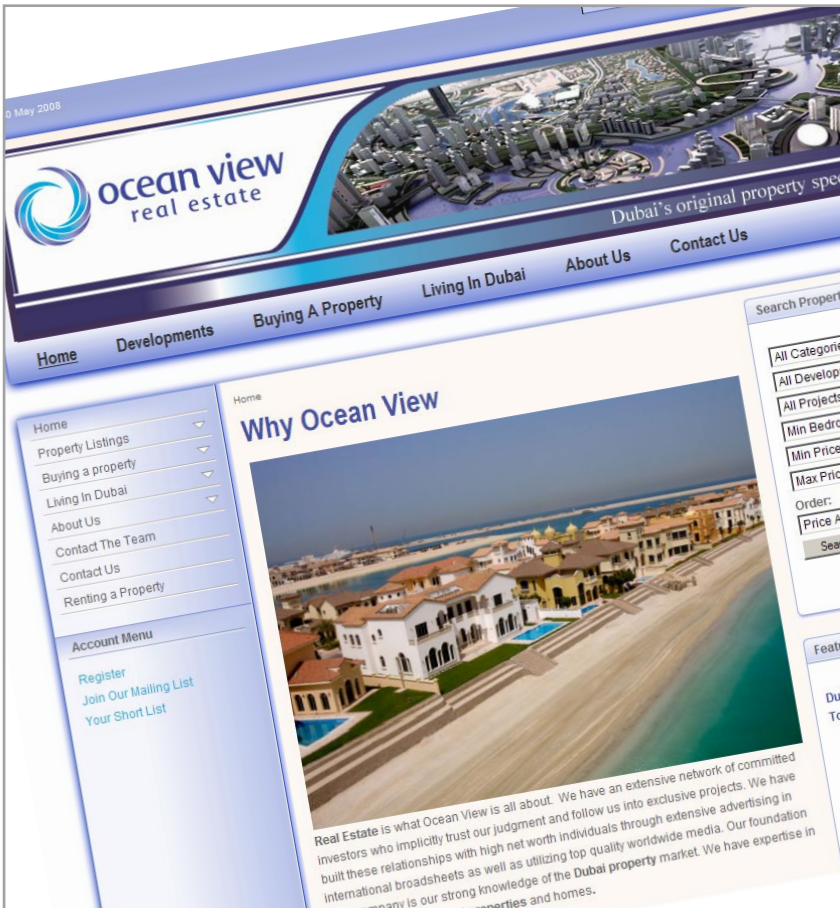 0 May 2008
ocean view
real estate
Dubai's original property spe
Home
Developments
Buying A Property
Living In Dubai
About Us
Contact Us
Home
Property Listings
Buying a property
Living In Dubai
About Us
Contact The Team
Contact Us
Renting a Property
Account Menu
Register
Join Our Mailing List
Your Short List
Home
Why Ocean View
Real Estate is what Ocean View is all about. We have an extensive network of committed
investors who implicitly trust our judgment and follow us into exclusive projects. We have
built these relationships with high net worth individuals through extensive advertising in
international broadsheets as well as utilizing top quality worldwide media. Our foundation
is our strong knowledge of the Dubai property market. We have expertise in
and homes.
Search Propert
All Categorie
All Develop
All Projects
Min Bedro
Min Price
Max Pric
Order:
Price A
Sea
Featu
Du
To